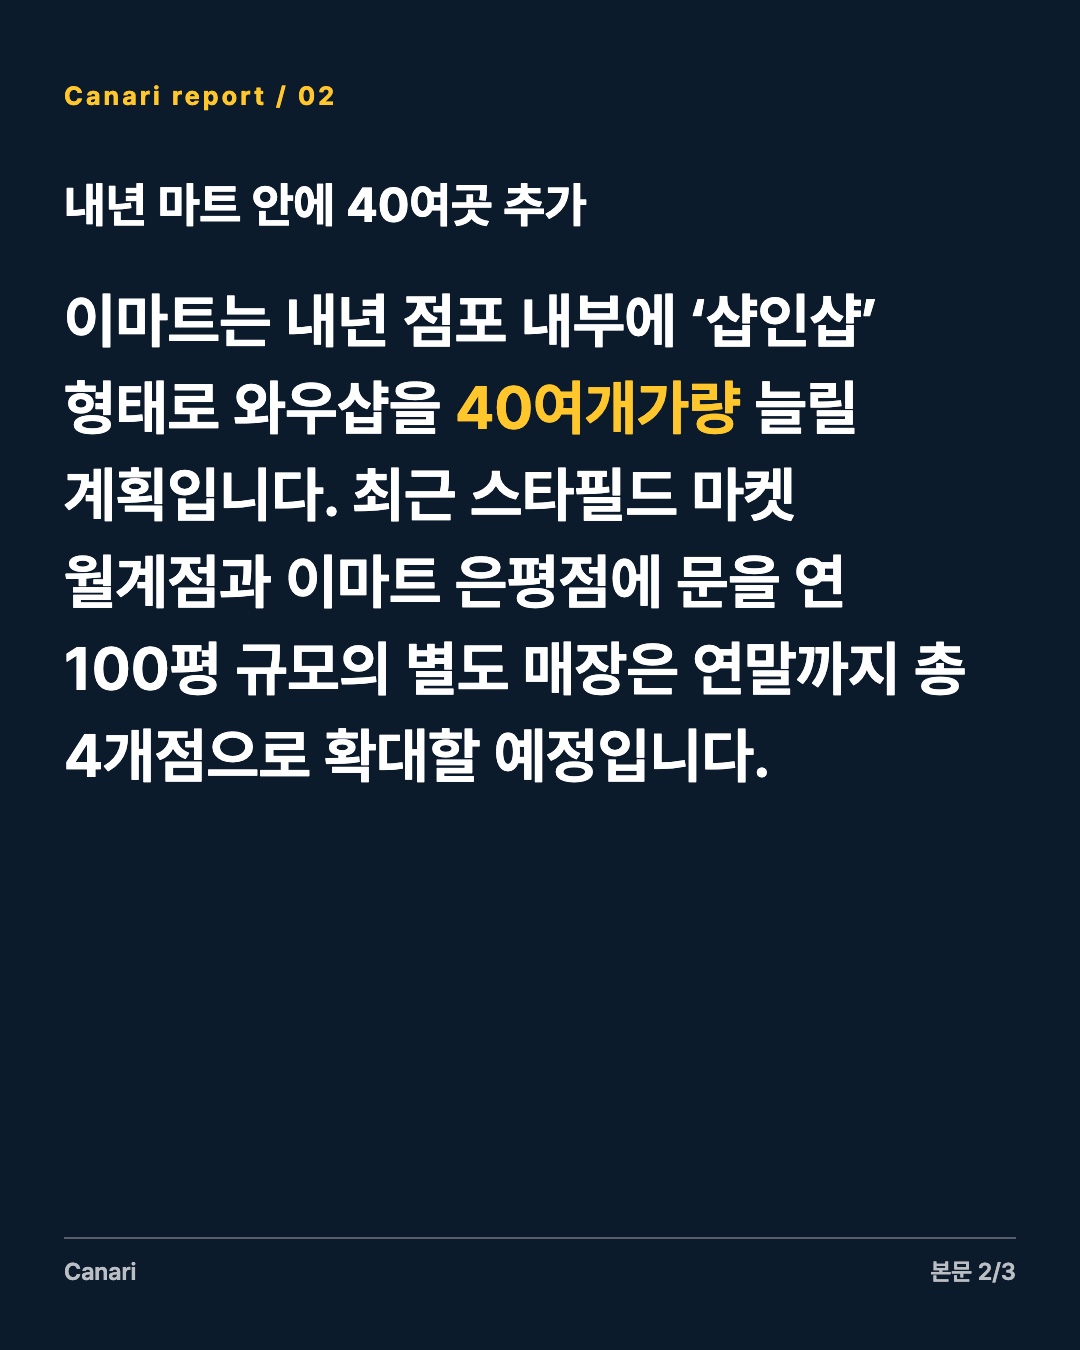 Canari report / 02
내년 마트 안에 40여곳 추가
이마트는 내년 점포 내부에 ‘샵인샵’
형태로 와우샵을 40여개가량 늘릴
계획입니다. 최근 스타필드 마켓
월계점과 이마트 은평점에 문을 연
100평 규모의 별도 매장은 연말까지 총
4개점으로 확대할 예정입니다.
Canari
본문 2/3